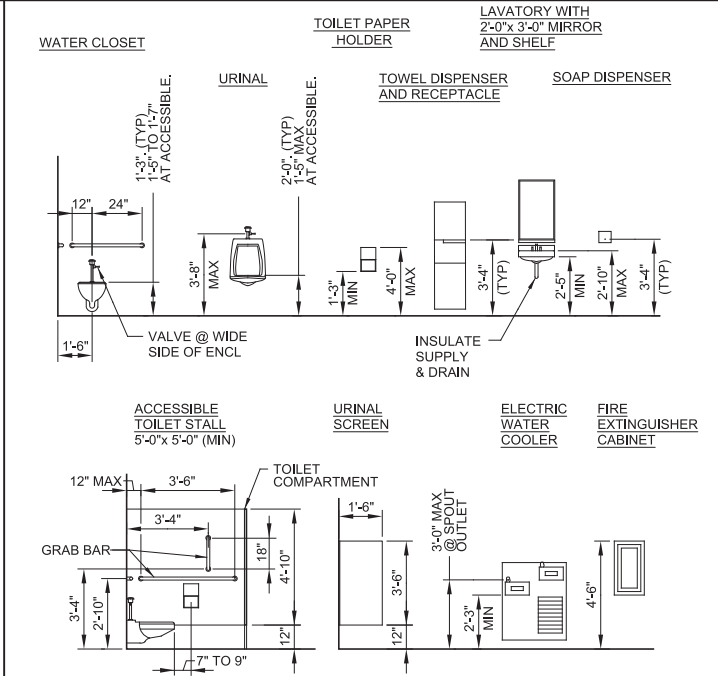 WATER CLOSET
URINAL
TOILET PAPER
HOLDER
TOWEL DISPENSER
AND RECEPTACLE
LAVATORY WITH
2'-0"x 3'-0" MIRROR
AND SHELF
SOAP DISPENSER
1'-3". (TYP)
1'-5" TO 1'-7"
AT ACCESSIBLE.
2'-0". (TYP)
1'-5" MAX
AT ACCESSIBLE.
12"
24"
3'-8"
MAX
1'-3"
MIN
4'-0"
MAX
3'-4"
(TYP)
2'-5"
MIN
2'-10"
MAX
3'-4"
(TYP)
1'-6"
VALVE @ WIDE
SIDE OF ENCL
INSULATE
SUPPLY
& DRAIN
ACCESSIBLE
TOILET STALL
5'-0"x 5'-0" (MIN)
URINAL
SCREEN
ELECTRIC
WATER
COOLER
FIRE
EXTINGUISHER
CABINET
12" MAX
3'-6"
TOILET
COMPARTMENT
3'-4"
18"
4'-10"
GRAB BAR
3'-4"
2'-10"
12"
7" TO 9"
1'-6"
3'-6"
12"
3'-0" MAX
@ SPOUT
OUTLET
2'-3"
MIN
4'-6"